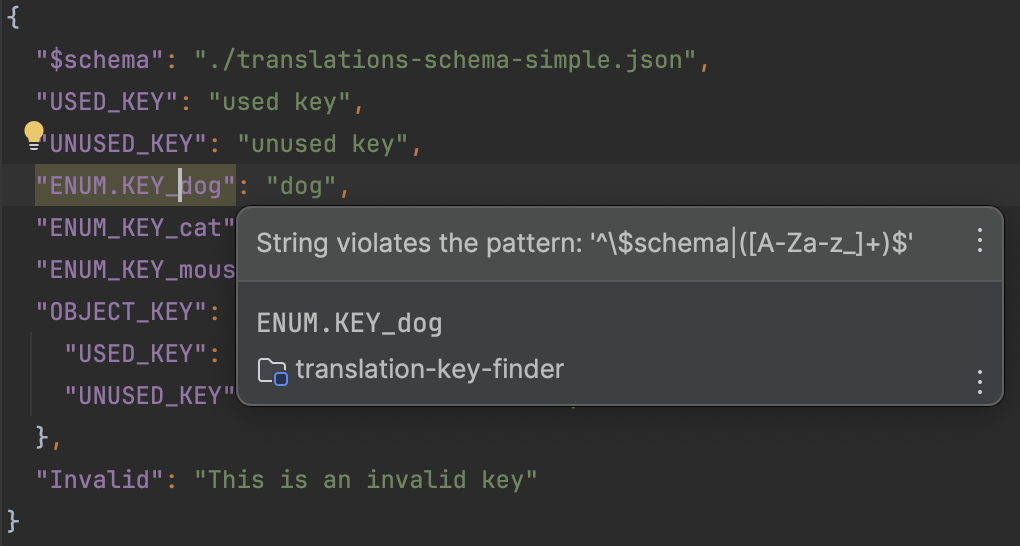 {
"$schema": "./translations-schema-simple.json",
"USED_KEY": "used key",
"UNUSED_KEY": "unused key",
"ENUM.KEY_dog": "dog",
"ENUM_KEY_cat"
String violates the pattern: '^\$schema|([A-Za-z_]+)$'
"ENUM_KEY_mous
"OBJECT_KEY":
ENUM.KEY_dog
"USED_KEY":
translation-key-finder
"UNUSED_KEY"
},
"Invalid": "This is an invalid key"
}